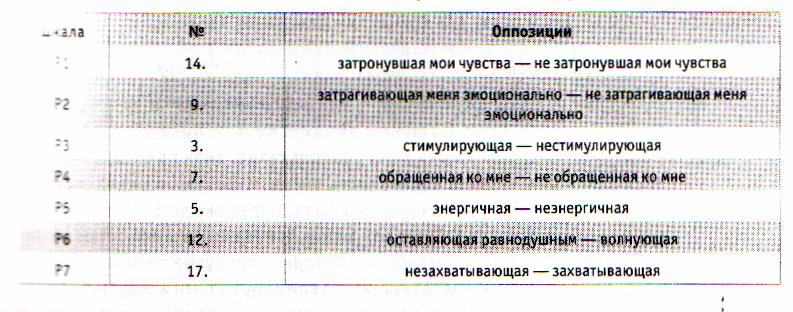 Шкала № Оппозиции
P1 14. затронувшая мои чувства — не затронувшая мои чувства
P2 9. затрагивающая меня эмоционально — не затрагивающая меня
эмоционально
P3 3. стимулирующая — нестимулирующая
P4 7. обращенная ко мне — не обращенная ко мне
P5 5. энергичная — неэнергичная
P6 12. оставляющая равнодушным — волнующая
P7 17. незахватывающая — захватывающая